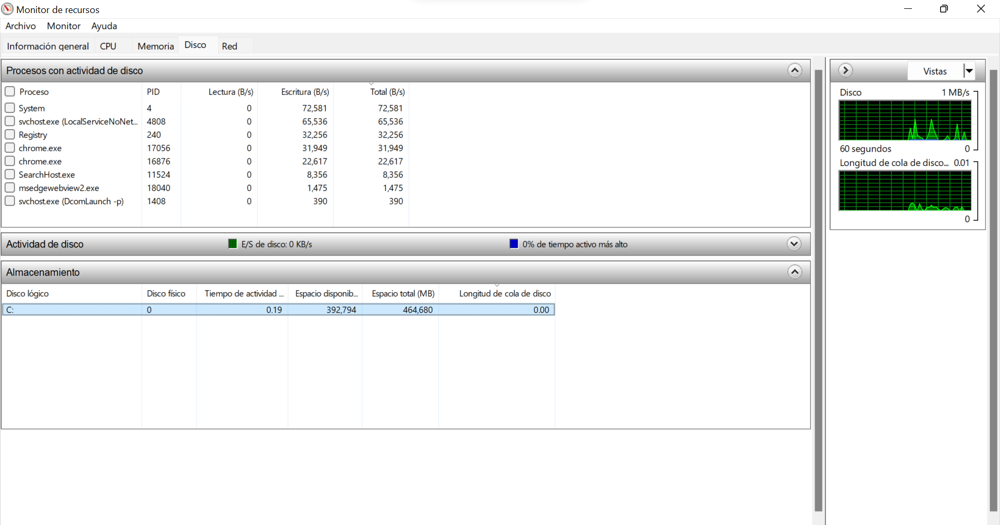 Monitor de recursos
Archivo Monitor Ayuda
Información general CPU Memoria Disco Red
Procesos con actividad de disco
Proceso PID Lectura (B/s) Escritura (B/s) Total (B/s)
System 4 0 72,581 72,581
svchost.exe (LocalServiceNoNet... 4808 0 65,536 65,536
Registry 240 0 32,256 32,256
chrome.exe 17056 0 31,949 31,949
chrome.exe 16876 0 22,617 22,617
SearchHost.exe 11524 0 8,356 8,356
msedgewebview2.exe 18040 0 1,475 1,475
svchost.exe (DcomLaunch -p) 1408 0 390 390
Actividad de disco E/S de disco: 0 KB/s 0% de tiempo activo más alto
Almacenamiento
Disco lógico Disco físico Tiempo de actividad ... Espacio disponib... Espacio total (MB) Longitud de cola de disco
C: 0 0.19 392,794 464,680 0.00
Vistas
Disco 1 MB/s
60 segundos 0
Longitud de cola de disco... 0.01
0